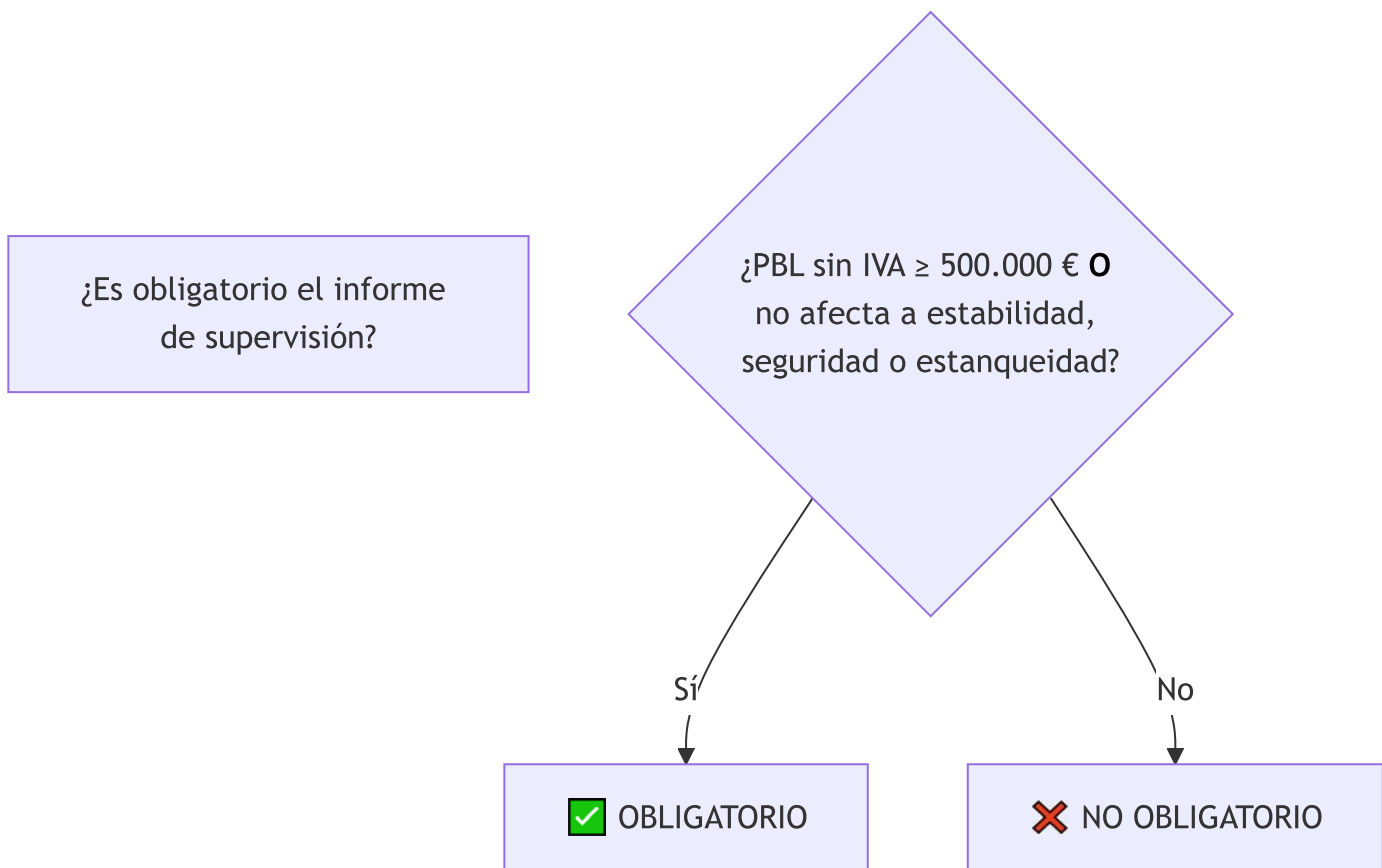 ¿Es obligatorio el informe
de supervisión?
¿PBL sin IVA ≥ 500.000 € O
no afecta a estabilidad,
seguridad o estanqueidad?
Sí
No
✅ OBLIGATORIO
❌ NO OBLIGATORIO